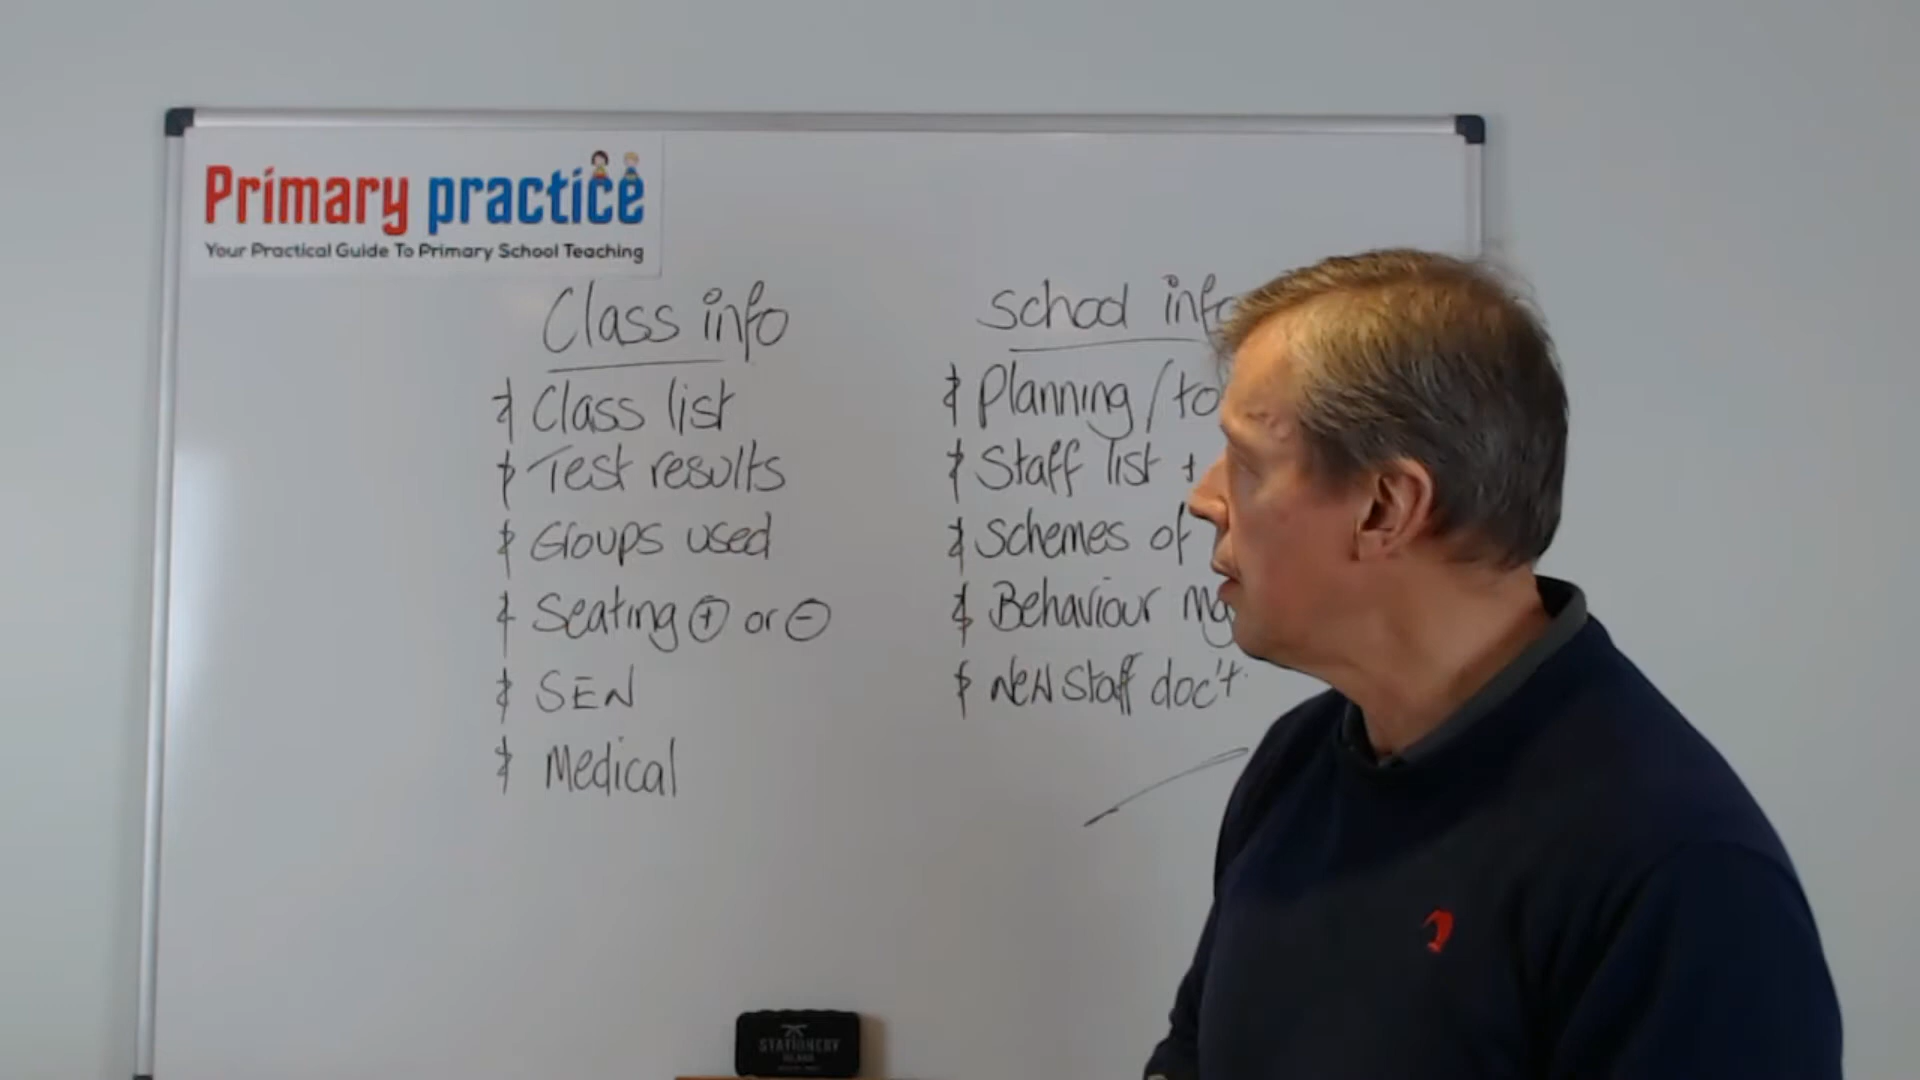 Primary practice
Your Practical Guide To Primary School Teaching
Class info
Class list
Test results
Groups used
Seating + or -
SEN
Medical
School info
Planning / to
Staff list +
Schemes of
Behaviour
New Staff doc't.
STATIONERY